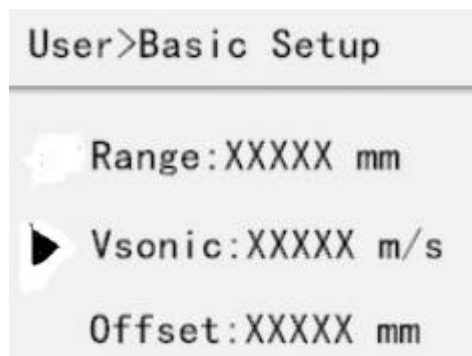 User>Basic Setup
Range:XXXXX mm
Vsonic:XXXXX m/s
Offset:XXXXX mm